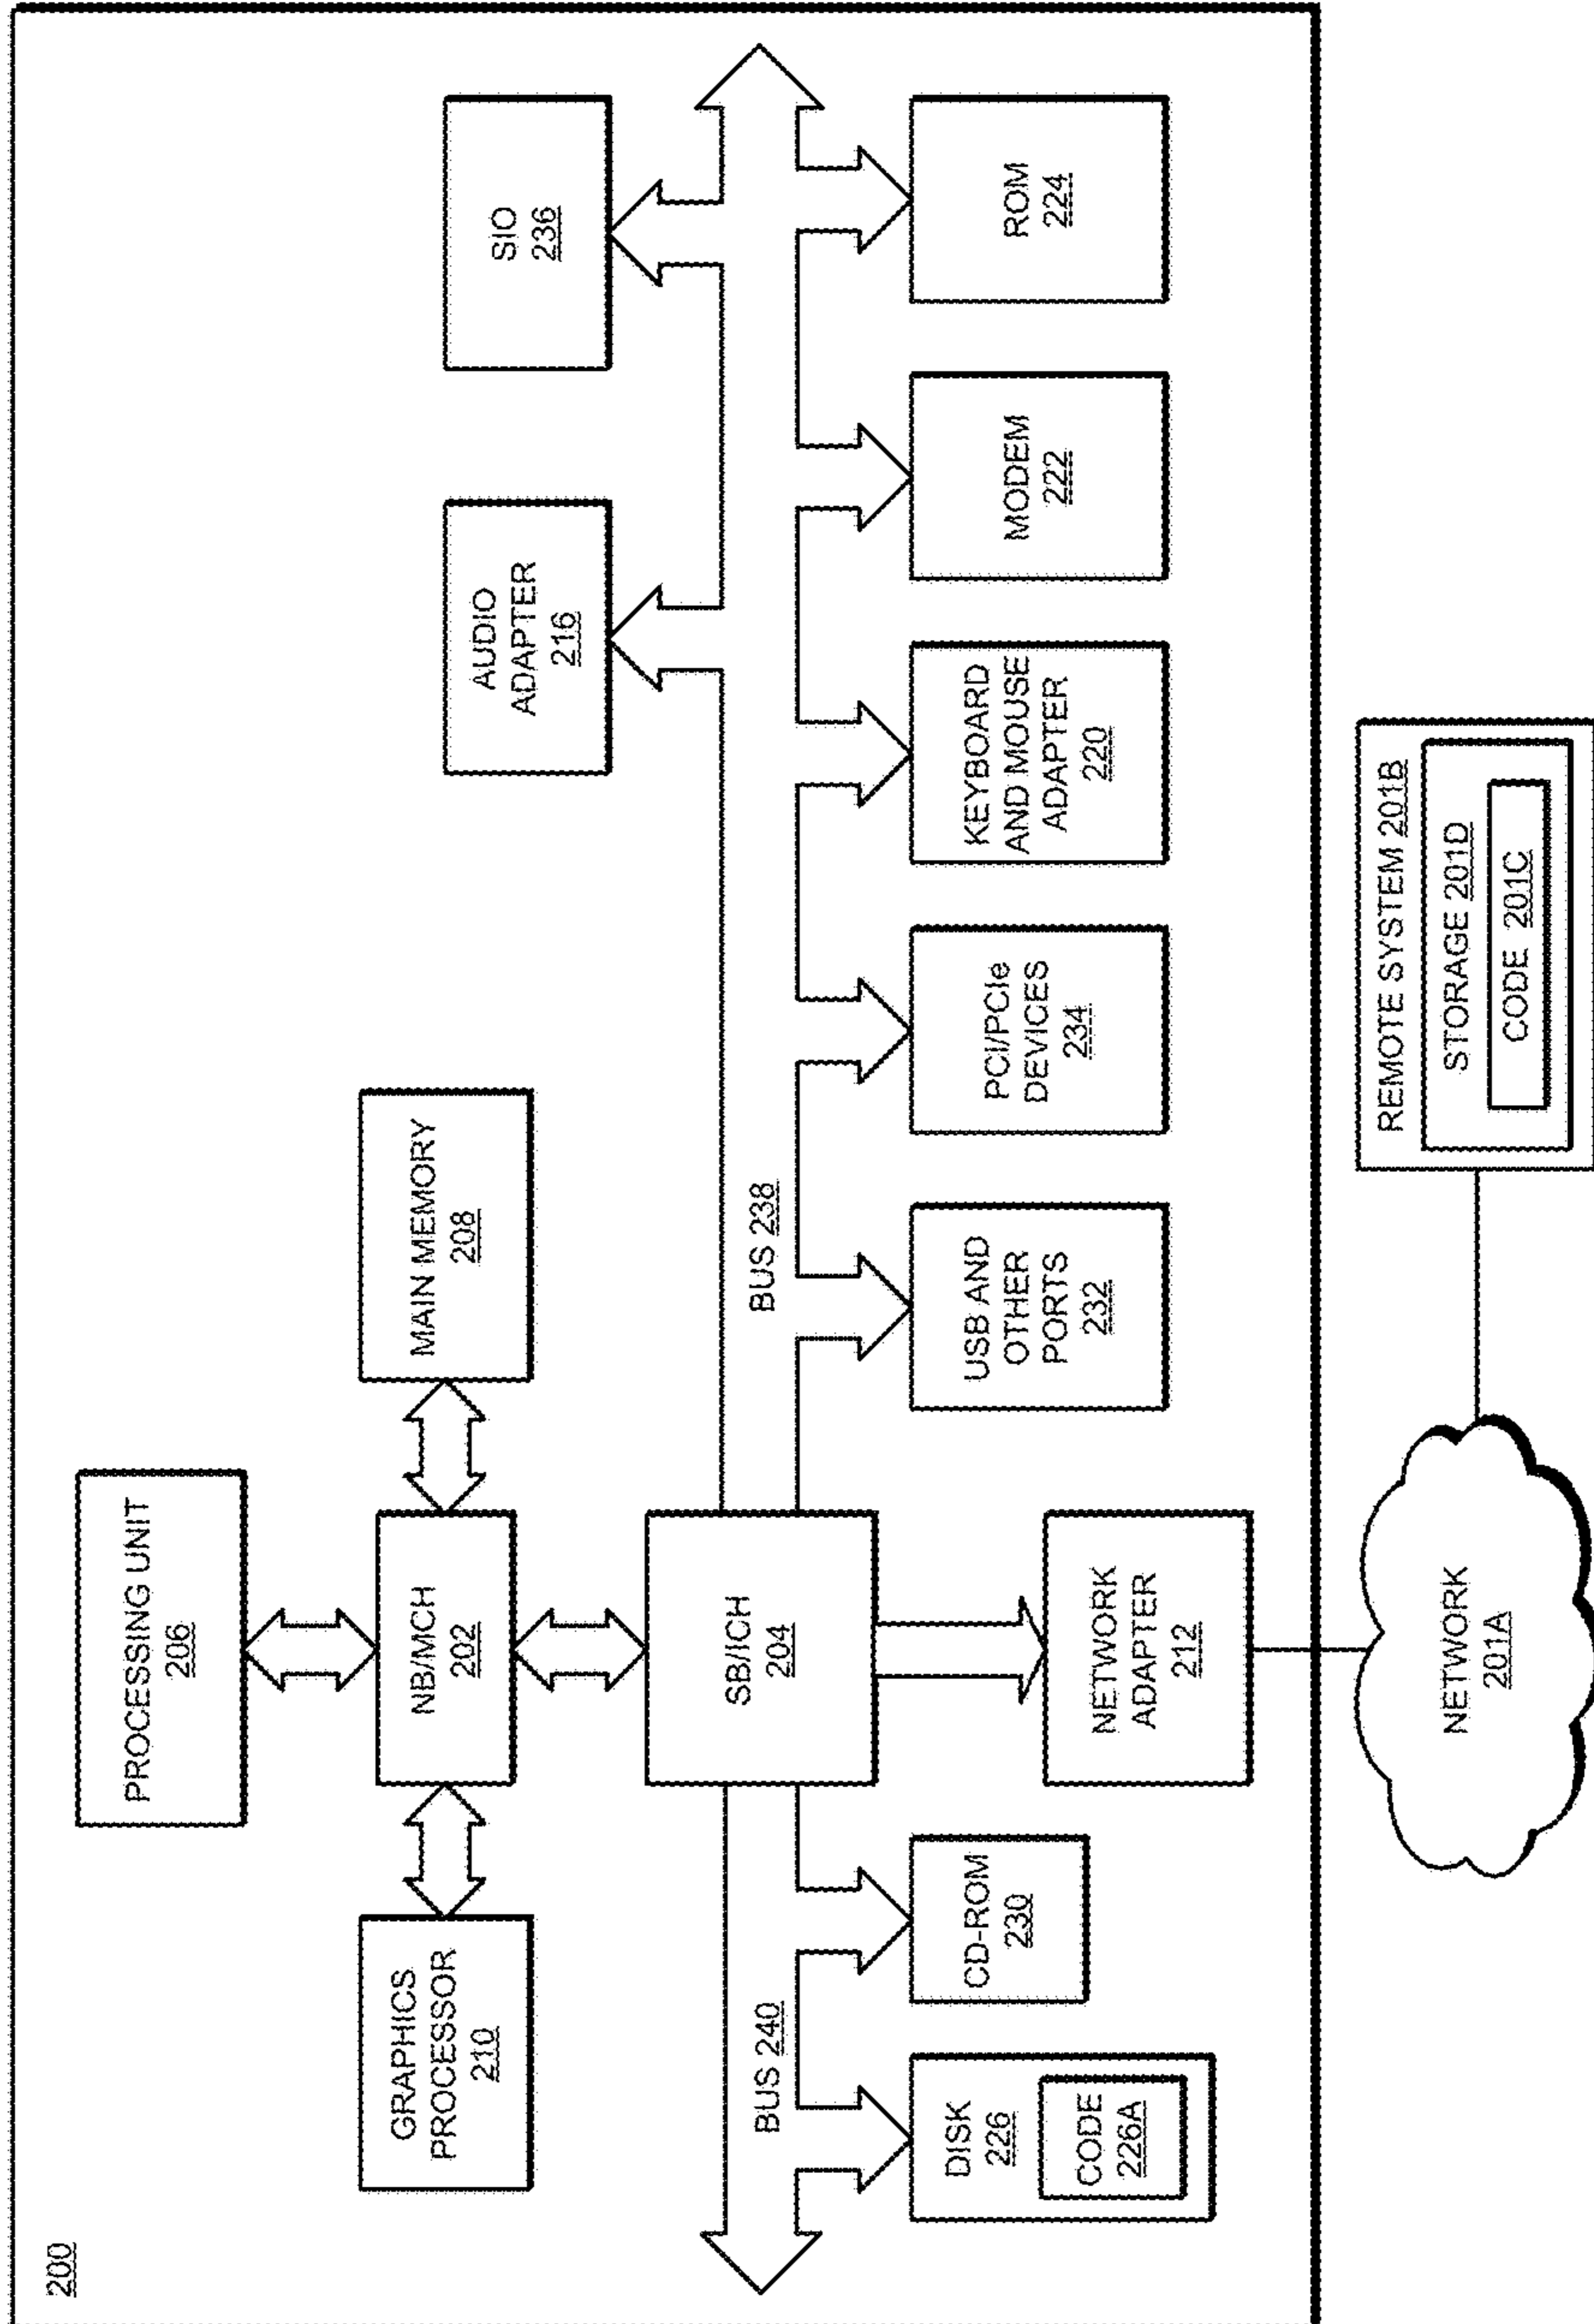 200
PROCESSING UNIT
206
GRAPHICS
PROCESSOR
210
NB/MCH
202
MAIN MEMORY
208
AUDIO
ADAPTER
216
SIO
236
SB/ICH
204
BUS 240
BUS 238
DISK
226
CODE
226A
CD-ROM
230
NETWORK
ADAPTER
212
USB AND
OTHER
PORTS
232
PCI/PCIe
DEVICES
234
KEYBOARD
AND MOUSE
ADAPTER
220
MODEM
222
ROM
224
NETWORK
201A
REMOTE SYSTEM 201B
STORAGE 201D
CODE 201C